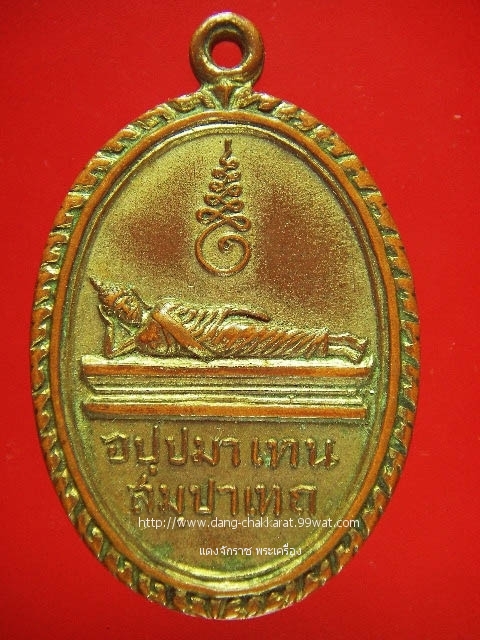 อปฺปมาเทน
สมฺปาเทถ
http://www.dang-chakkarat.99wat.com
แดงจักราช พระเครื่อง